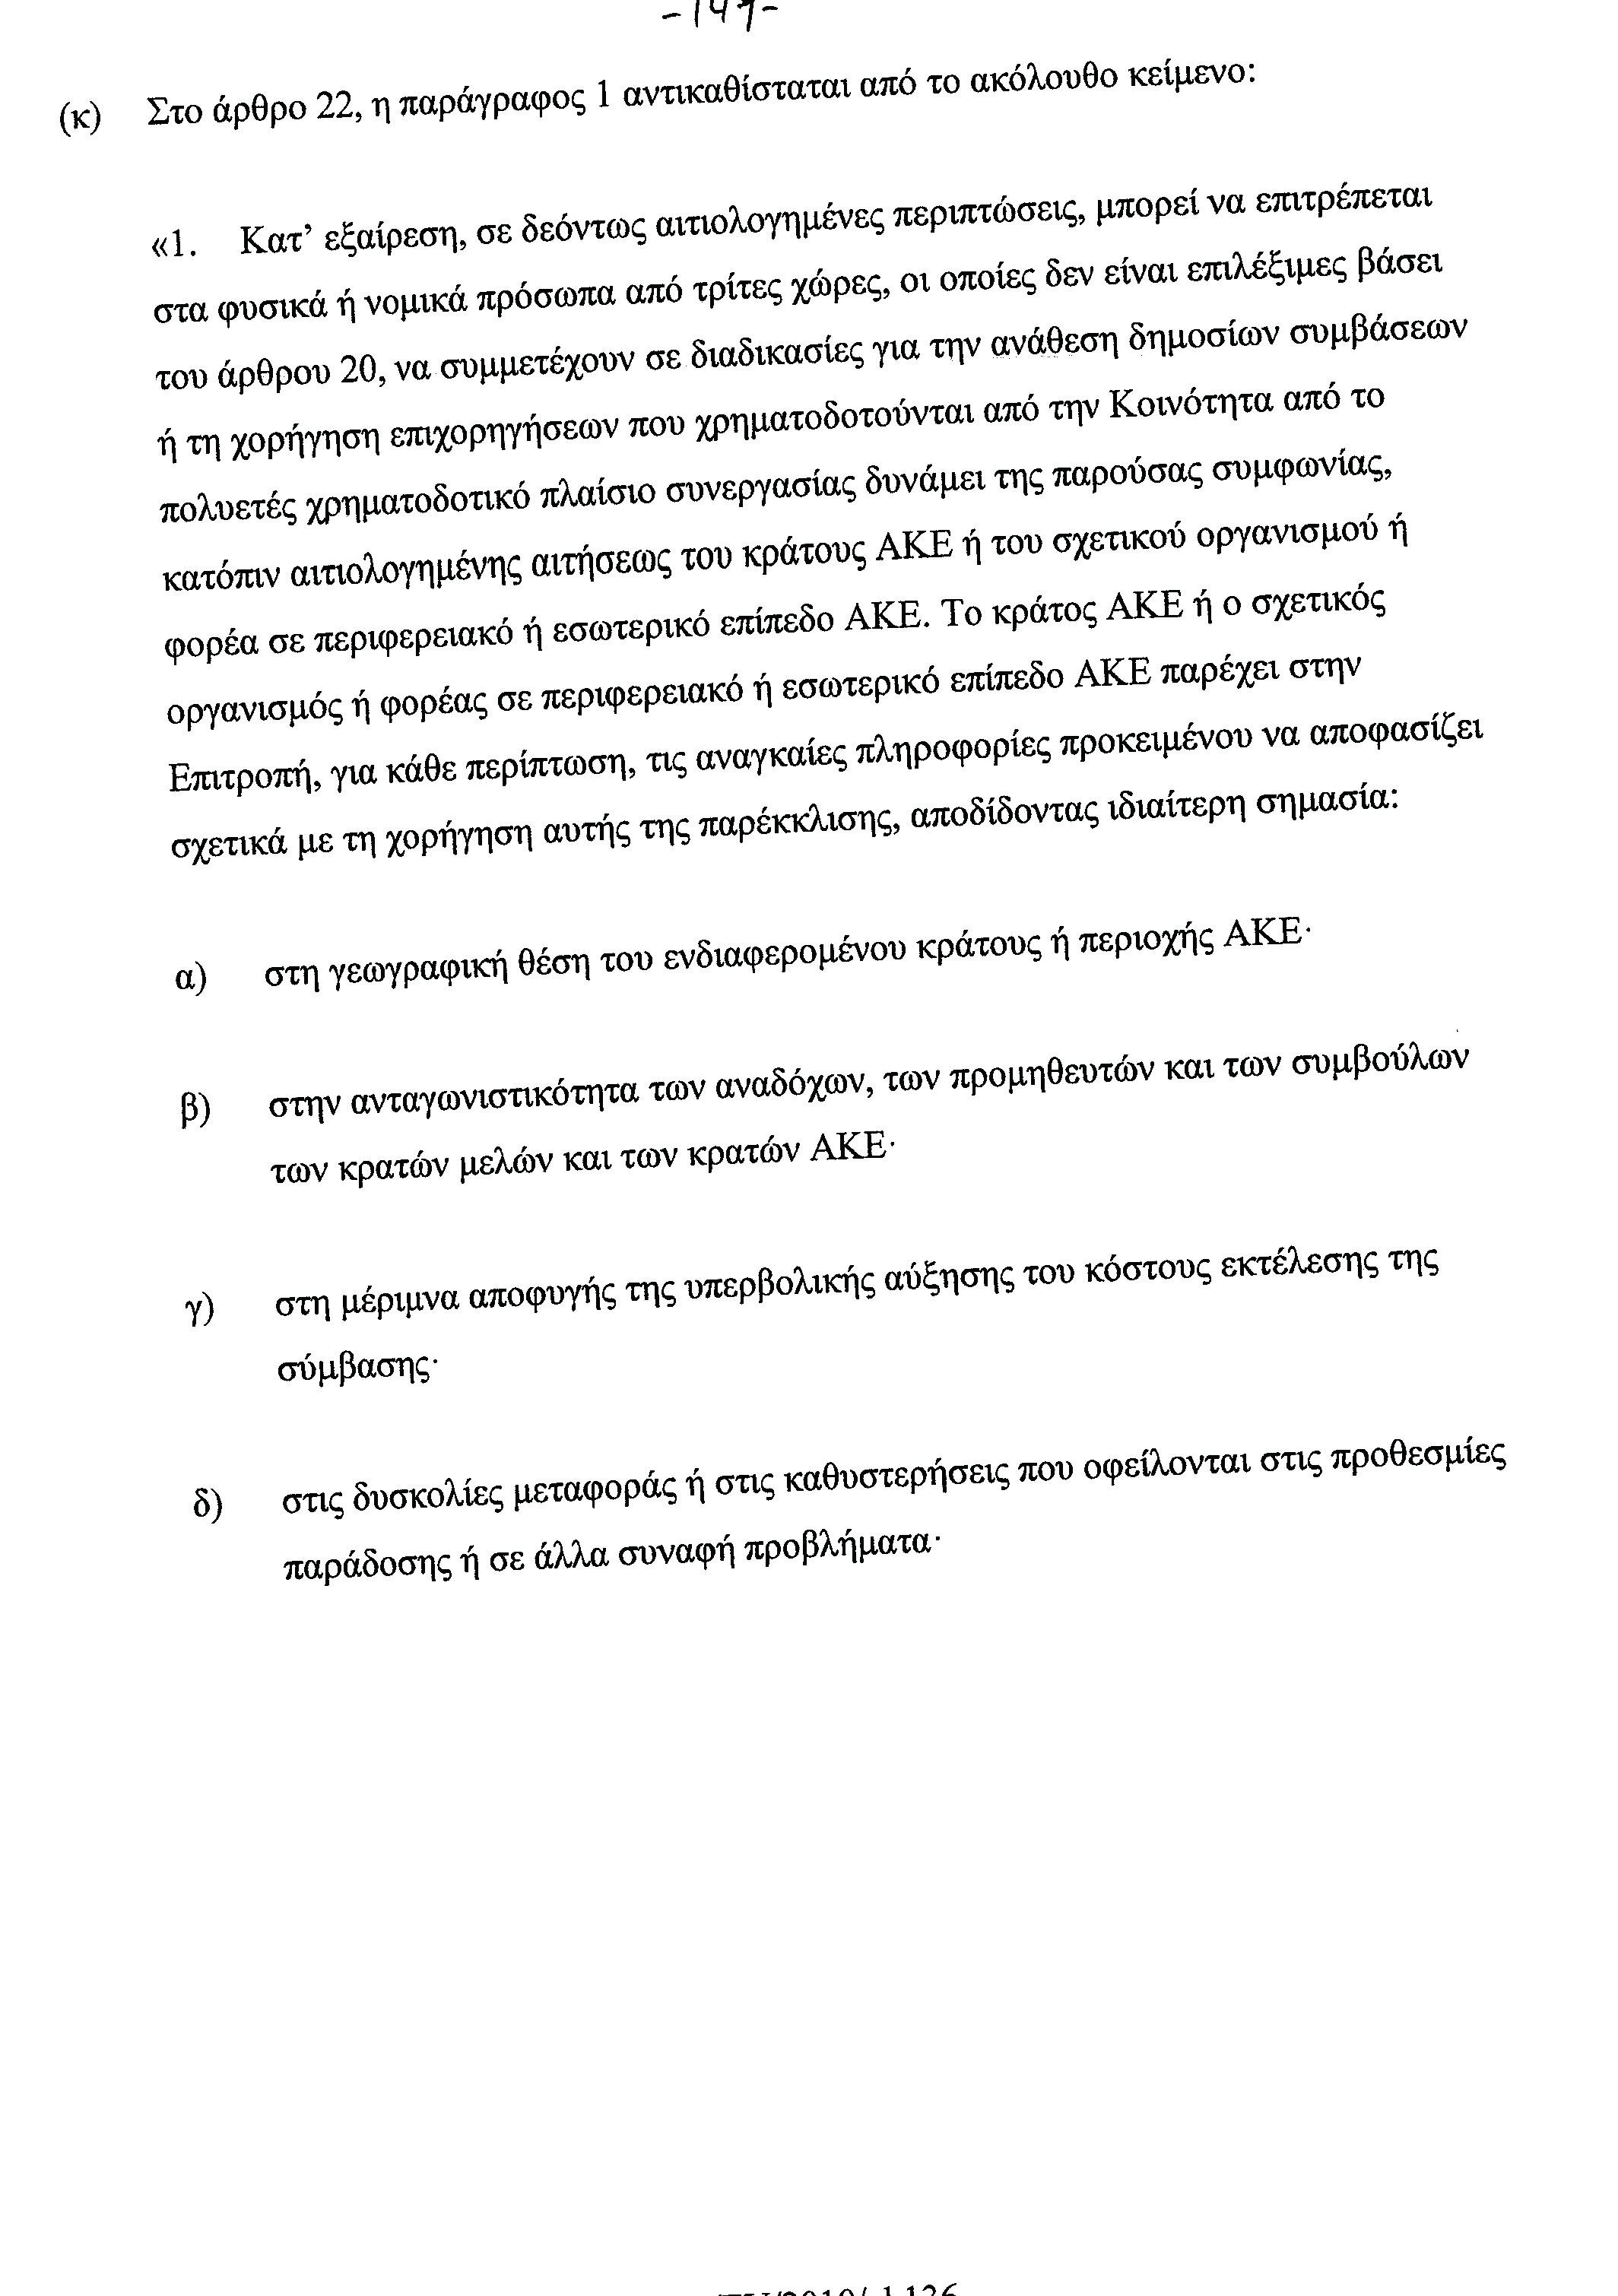 (κ) Στο άρθρο 22, η παράγραφος 1 αντικαθίσταται από το ακόλουθο κείμενο:
«1. Κατ’ εξαίρεση, σε δεόντως αιτιολογημένες περιπτώσεις, μπορεί να επιτρέπεται
στα φυσικά ή νομικά πρόσωπα από τρίτες χώρες, οι οποίες δεν είναι επιλέξιμες βάσει
του άρθρου 20, να συμμετέχουν σε διαδικασίες για την ανάθεση δημοσίων συμβάσεων
ή τη χορήγηση επιχορηγήσεων που χρηματοδοτούνται από την Κοινότητα από το
πολυετές χρηματοδοτικό πλαίσιο συνεργασίας δυνάμει της παρούσας συμφωνίας,
κατόπιν αιτιολογημένης αιτήσεως του κράτους ΑΚΕ ή του σχετικού οργανισμού ή
φορέα σε περιφερειακό ή εσωτερικό επίπεδο ΑΚΕ. Το κράτος ΑΚΕ ή ο σχετικός
οργανισμός ή φορέας σε περιφερειακό ή εσωτερικό επίπεδο ΑΚΕ παρέχει στην
Επιτροπή, για κάθε περίπτωση, τις αναγκαίες πληροφορίες προκειμένου να αποφασίζει
σχετικά με τη χορήγηση αυτής της παρέκκλισης, αποδίδοντας ιδιαίτερη σημασία:
α) στη γεωγραφική θέση του ενδιαφερομένου κράτους ή περιοχής ΑΚΕ·
β) στην ανταγωνιστικότητα των αναδόχων, των προμηθευτών και των συμβούλων
των κρατών μελών και των κρατών ΑΚΕ·
γ) στη μέριμνα αποφυγής της υπερβολικής αύξησης του κόστους εκτέλεσης της
σύμβασης·
δ) στις δυσκολίες μεταφοράς ή στις καθυστερήσεις που οφείλονται στις προθεσμίες
παράδοσης ή σε άλλα συναφή προβλήματα·